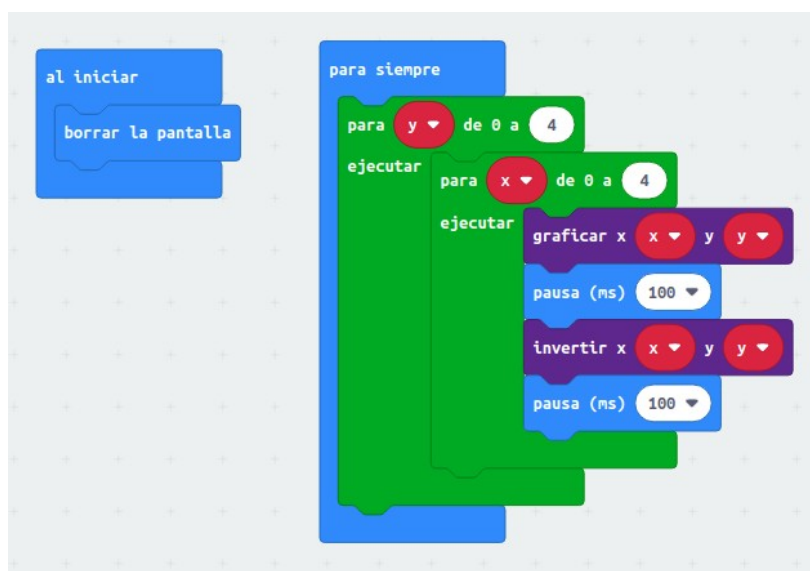 al iniciar
borrar la pantalla
para siempre
para y de 0 a 4
ejecutar
para x de 0 a 4
ejecutar
graficar x x y y
pausa (ms) 100
invertir x x y y
pausa (ms) 100